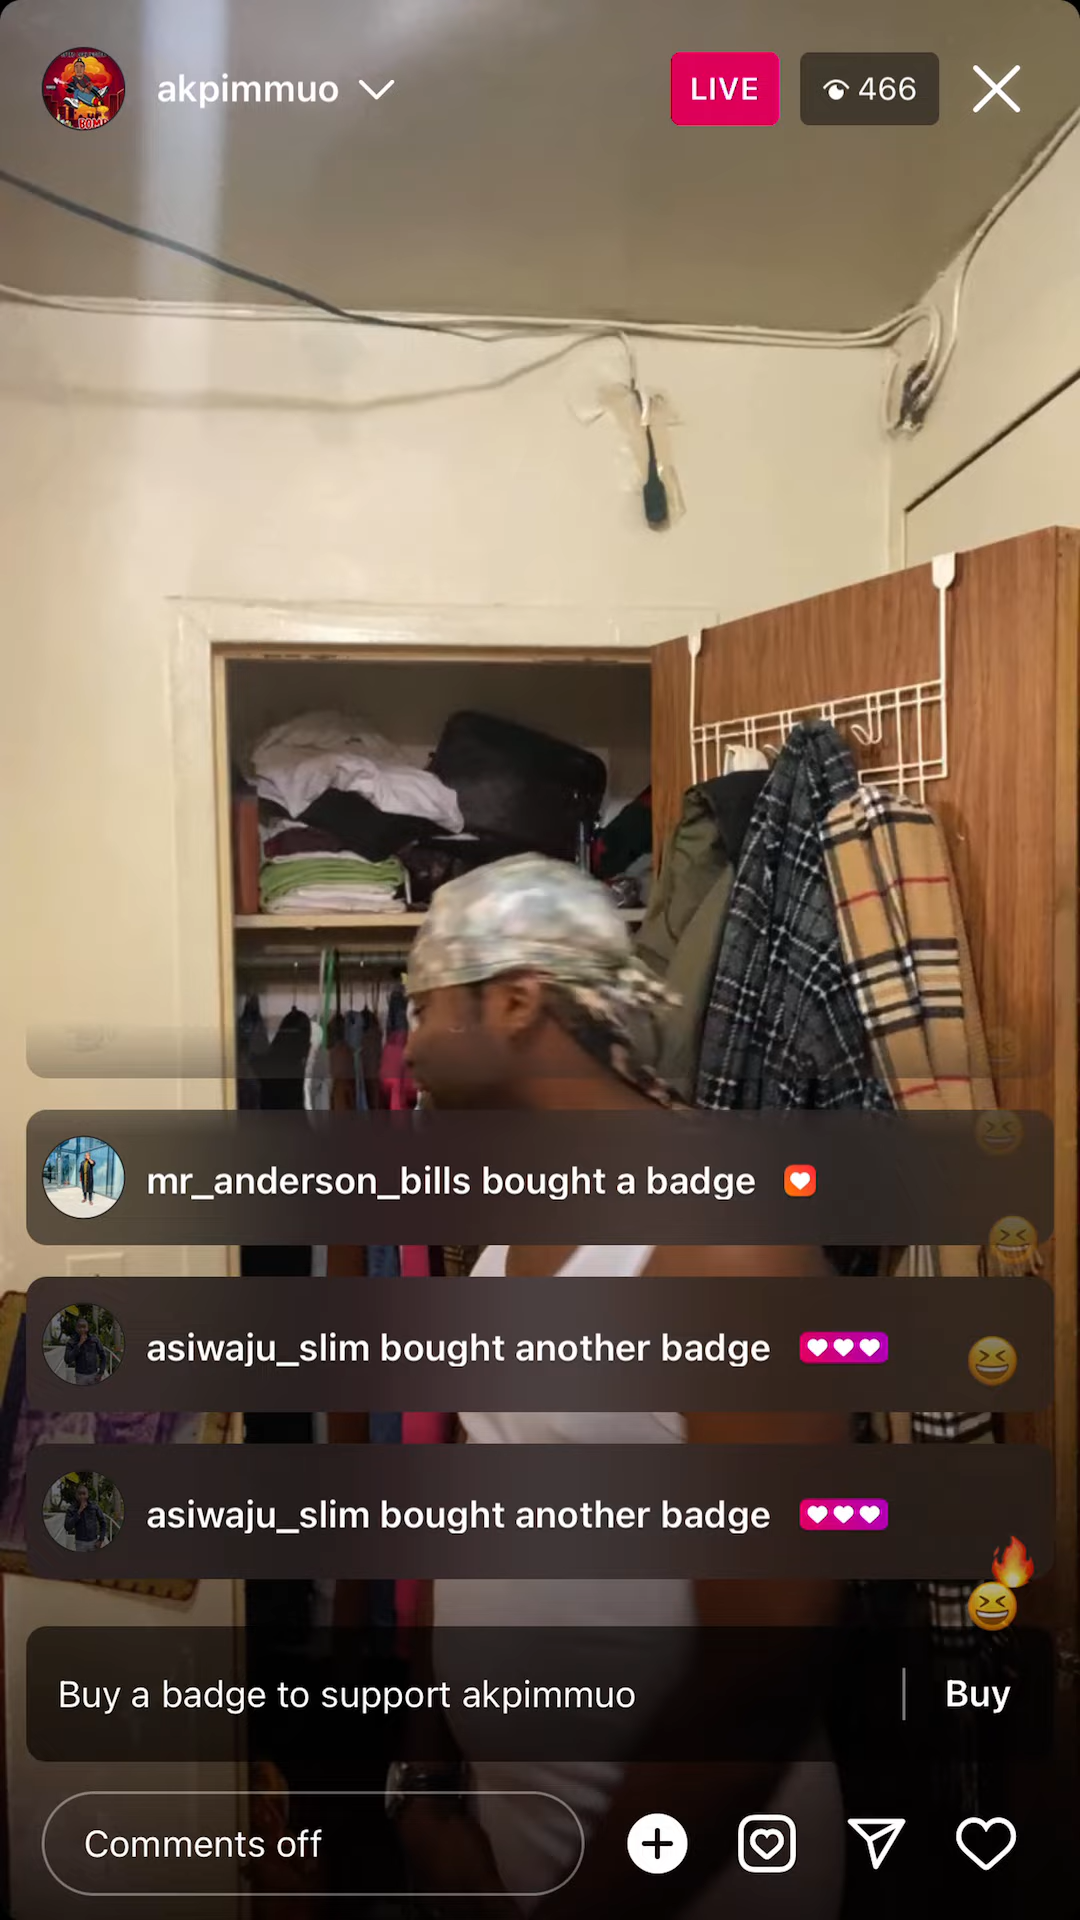 akpimmuo
LIVE
466
BOMB
mr_anderson_bills bought a badge
asiwaju_slim bought another badge
asiwaju_slim bought another badge
Buy a badge to support akpimmuo
Buy
Comments off